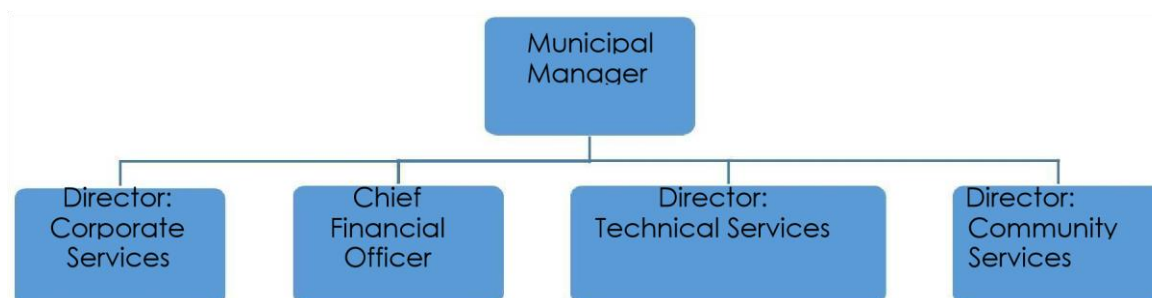 Municipal
Manager
Director:
Corporate
Services
Chief
Financial
Officer
Director:
Technical Services
Director:
Community
Services